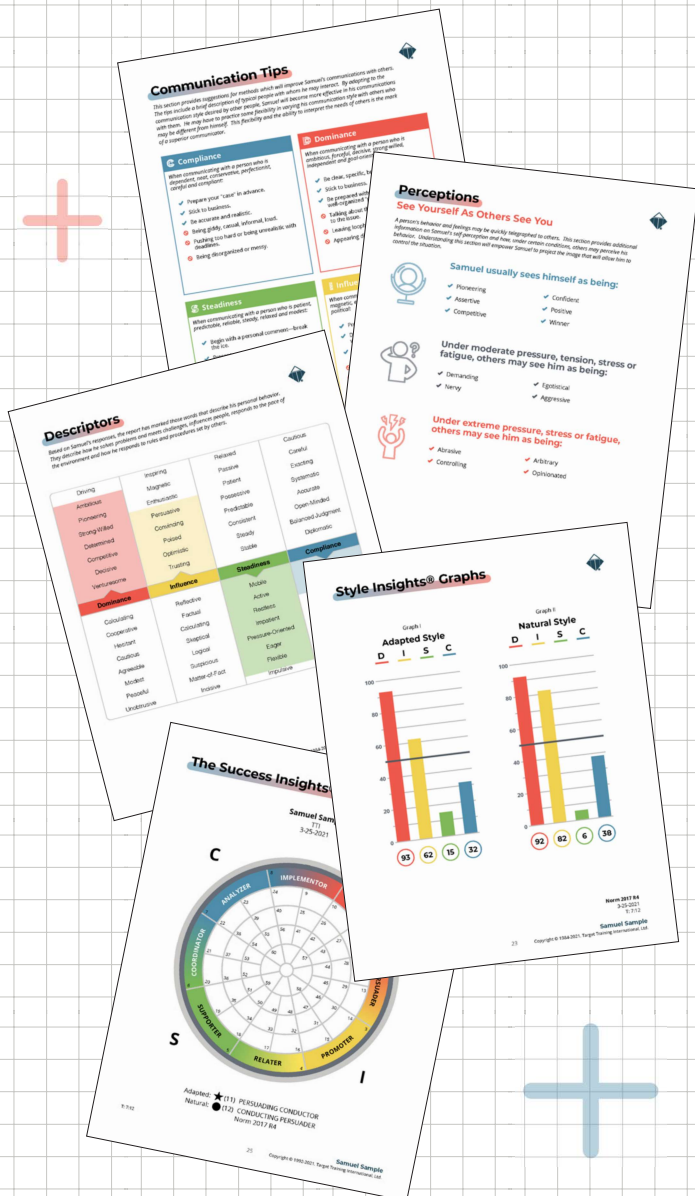 Communication Tips
This section provides suggestions for methods which will improve Samuel's communications with others.
The tips include a brief description of typical people with whom he may interact. By adapting to the
communication style desired by other people, Samuel will become more effective in his communications
with them. He may have to practice some flexibility in varying his communication style with others who
may be different from himself. This flexibility and the ability to interpret the needs of others is the mark
of a superior communicator.
Compliance
When communicating with a person who is
dependent, neat, conservative, perfectionist,
careful and compliant:
Prepare your "case" in advance.
Stick to business.
Be accurate and realistic.
Being giddy, casual, informal, loud.
Pushing too hard or being unrealistic with
deadlines.
Being disorganized or messy.
Dominance
When communicating with a person who is
ambitious, forceful, decisive, strong-willed,
independent and goal-orien
Be clear, specific, b
Stick to business.
Be prepared with
well-organized
Talking about t
to the issue.
Leaving looph
Appearing d
Steadiness
When communicating with a person who is patient,
predictable, reliable, steady, relaxed and modest:
Begin with a personal comment—break
the ice.
Influe
When comm
magnetic,
political:
Perceptions
See Yourself As Others See You
A person's behavior and feelings may be quickly telegraphed to others. This section provides additional
information on Samuel's self-perception and how, under certain conditions, others may perceive his
behavior. Understanding this section will empower Samuel to project the image that will allow him to
control the situation.
Samuel usually sees himself as being:
Pioneering
Assertive
Competitive
Confident
Positive
Winner
Under moderate pressure, tension, stress or
fatigue, others may see him as being:
Demanding
Nervy
Egotistical
Aggressive
Under extreme pressure, stress or fatigue,
others may see him as being:
Abrasive
Controlling
Arbitrary
Opinionated
Descriptors
Based on Samuel's responses, the report has marked those words that describe his personal behavior.
They describe how he solves problems and meets challenges, influences people, responds to the pace of
the environment and how he responds to rules and procedures set by others.
Driving
Ambitious
Pioneering
Strong-Willed
Determined
Competitive
Decisive
Venturesome
Dominance
Calculating
Cooperative
Hesitant
Cautious
Agreeable
Modest
Peaceful
Unobtrusive
Inspiring
Magnetic
Enthusiastic
Persuasive
Convincing
Poised
Optimistic
Trusting
Influence
Reflective
Factual
Calculating
Skeptical
Logical
Suspicious
Matter-of-Fact
Incisive
Relaxed
Passive
Patient
Possessive
Predictable
Consistent
Steady
Stable
Steadiness
Mobile
Active
Restless
Impatient
Pressure-Oriented
Eager
Flexible
Impulsive
Cautious
Careful
Exacting
Systematic
Accurate
Open-Minded
Balanced Judgment
Diplomatic
Compliance
Style Insights® Graphs
Graph I
Adapted Style
D I S C
100
80
60
40
20
0
93 62 15 32
Graph II
Natural Style
D I S C
100
80
60
40
20
0
92 82 6 38
Norm 2017 R4
3-25-2021
T: 7:12
Samuel Sample
23 Copyright © 1984-2021. Target Training International, Ltd.
The Success Insights
Samuel Sam
TTI
3-25-2021
C
S
I
ANALYZER
IMPLEMENTOR
COORDINATOR
SUPPORTER
RELATER
PROMOTER
SUADER
Adapted: ★ (11) PERSUADING CONDUCTOR
Natural: ● (12) CONDUCTING PERSUADER
Norm 2017 R4
T: 7:12
Samuel Sample
25 Copyright © 1992-2021. Target Training International, Ltd.